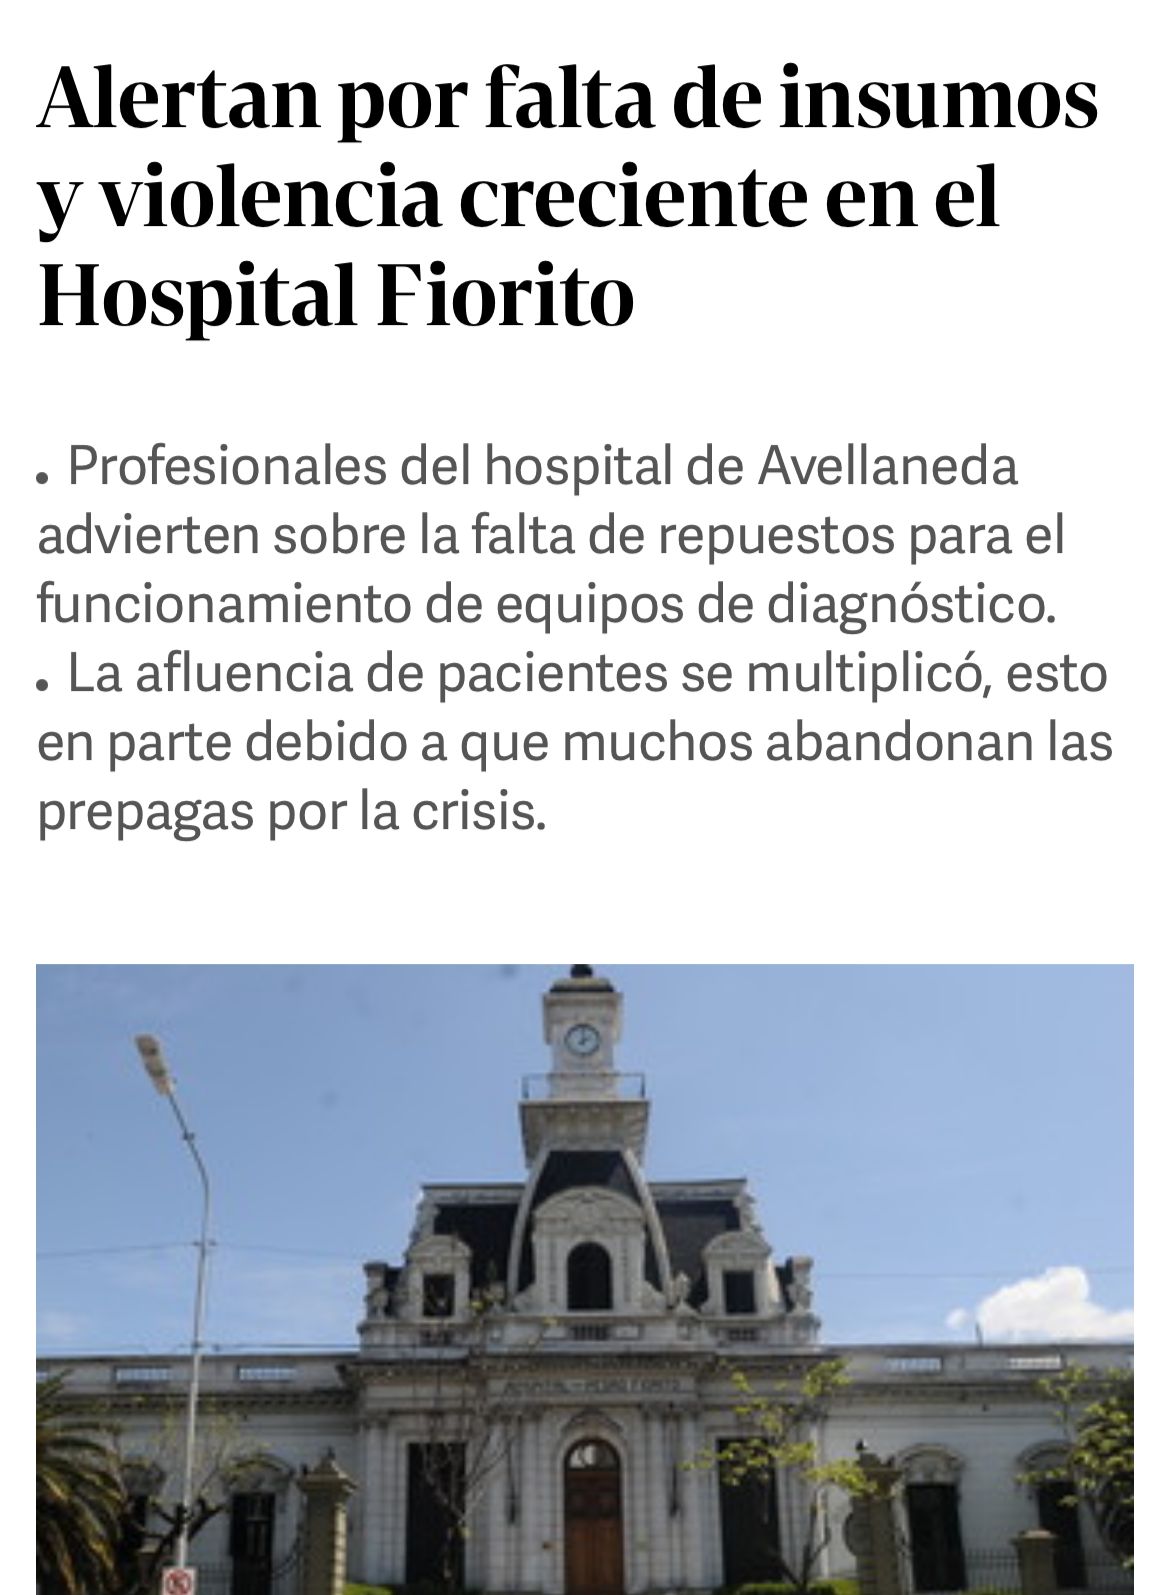 Alertan por falta de insumos
y violencia creciente en el
Hospital Fiorito
• Profesionales del hospital de Avellaneda
advierten sobre la falta de repuestos para el
funcionamiento de equipos de diagnóstico.
• La afluencia de pacientes se multiplicó, esto
en parte debido a que muchos abandonan las
prepagas por la crisis.